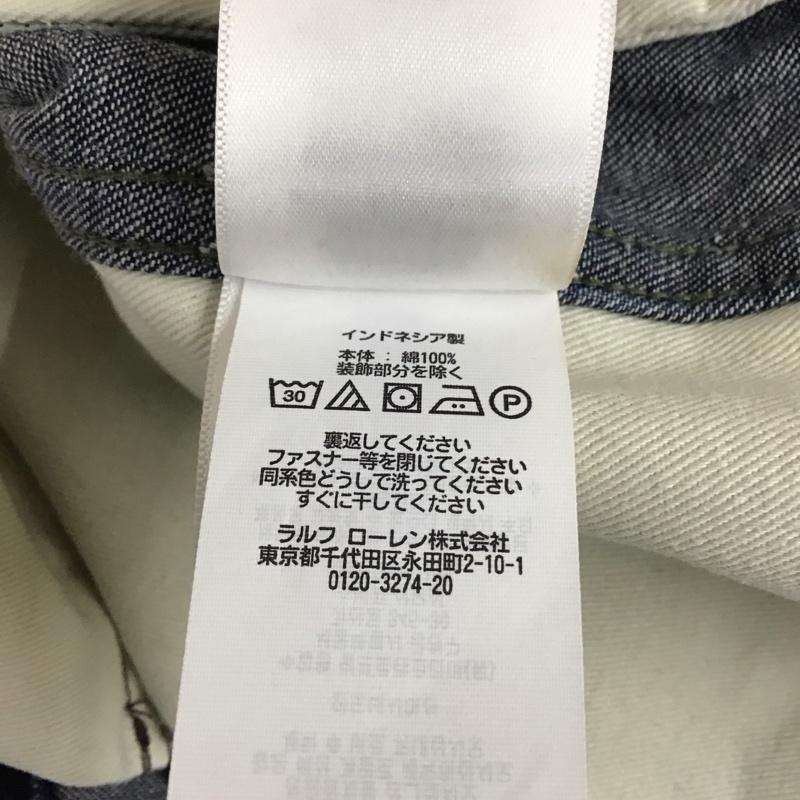 インドネシア製
本体 : 綿100%
装飾部分を除く
30 P
裏返してください
ファスナー等を閉じてください
同系色どうしで洗ってください
すぐに干してください
ラルフ ローレン株式会社
東京都千代田区永田町2-10-1
0120-3274-20